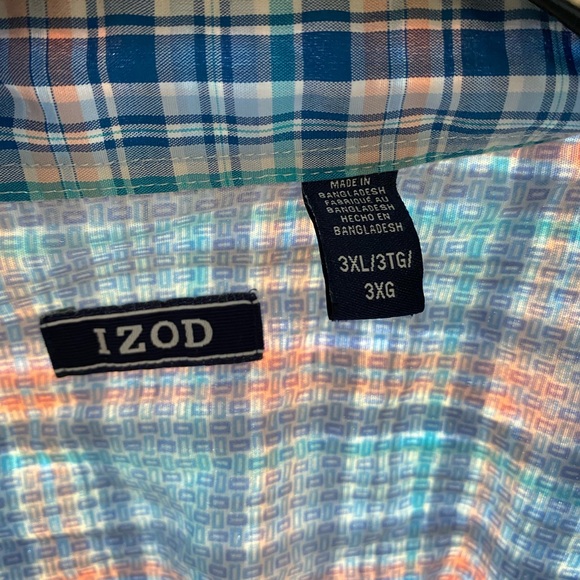 MADE IN
BANGLADESH
FABRIQUÉ AU
BANGLADESH
HECHO EN
BANGLADESH
3XL/3TG/
3XG
IZOD